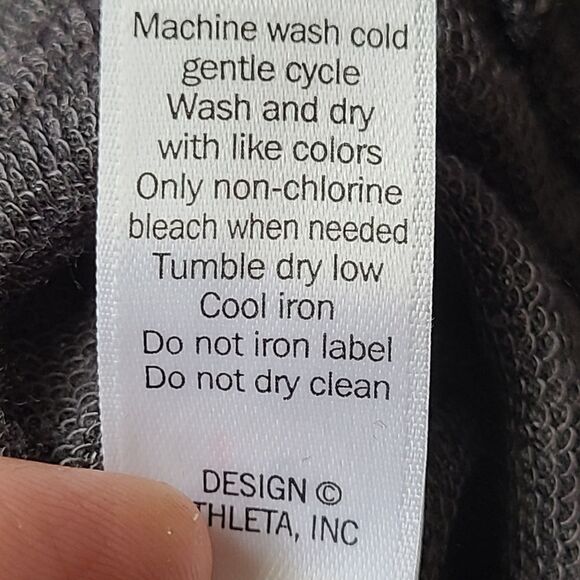 Machine wash cold
gentle cycle
Wash and dry
with like colors
Only non-chlorine
bleach when needed
Tumble dry low
Cool iron
Do not iron label
Do not dry clean
DESIGN ©
THLETA, INC